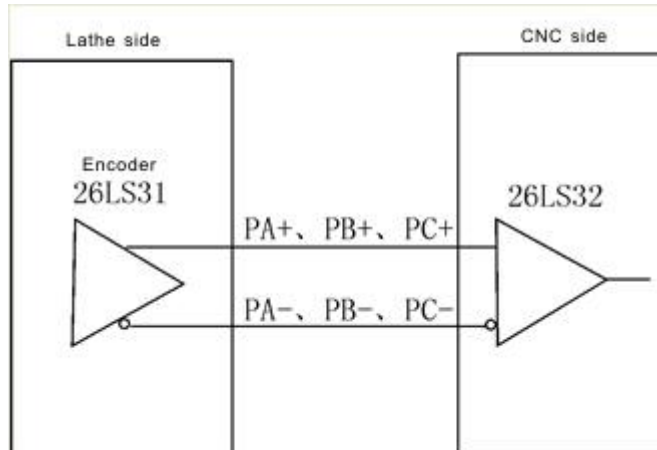 Lathe side
CNC side
Encoder
26LS31
26LS32
PA+、PB+、PC+
PA-、PB-、PC-